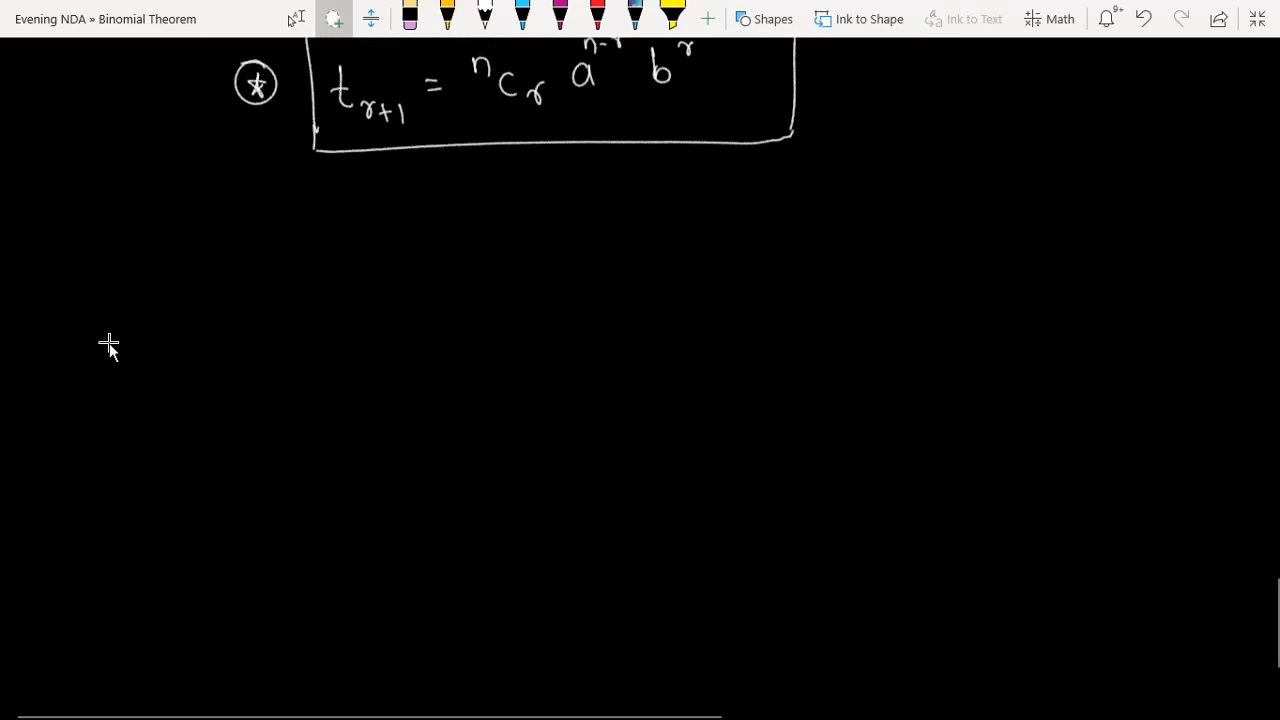 Evening NDA » Binomial Theorem
Shapes
Ink to Shape
Ink to Text
Math
9+
t_{r+1} = ^nC_r a^{n-r} b^r